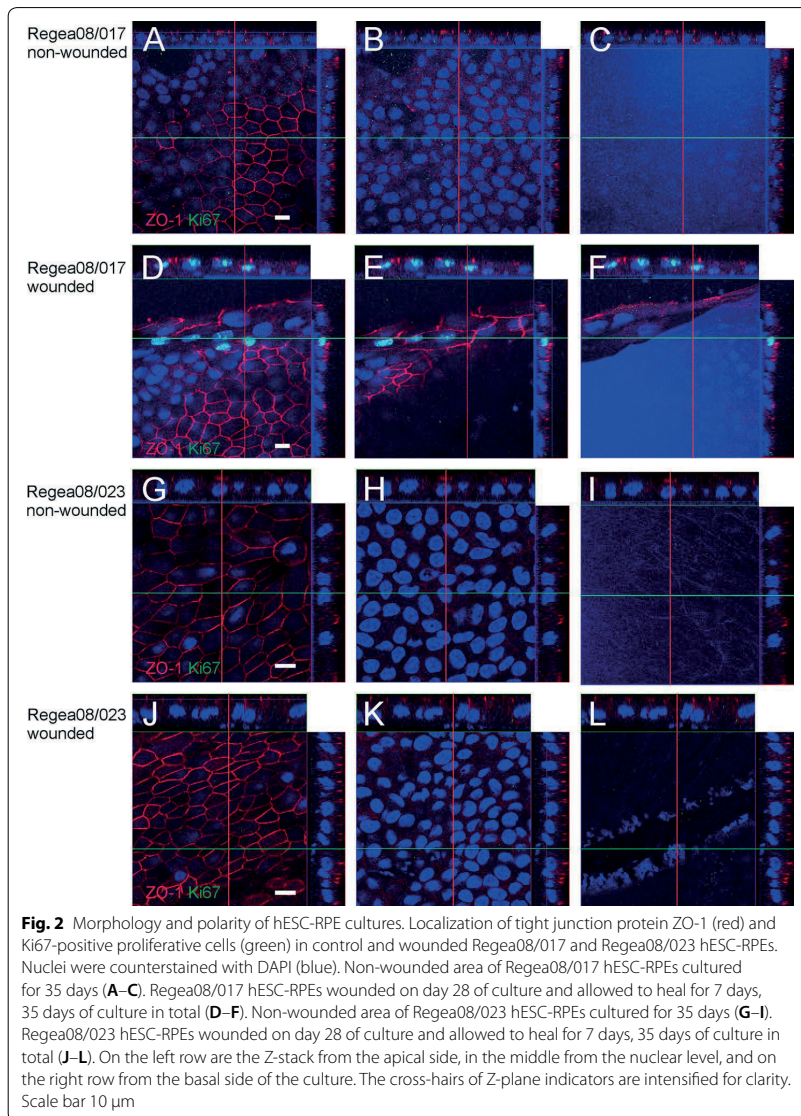 Regea08/017
non-wounded
A
B
C
ZO-1 Ki67
Regea08/017
wounded
D
E
F
ZO-1 Ki67
Regea08/023
non-wounded
G
H
I
ZO-1 Ki67
Regea08/023
wounded
J
K
L
ZO-1 Ki67
Fig. 2 Morphology and polarity of hESC-RPE cultures. Localization of tight junction protein ZO-1 (red) and
Ki67-positive proliferative cells (green) in control and wounded Regea08/017 and Regea08/023 hESC-RPEs.
Nuclei were counterstained with DAPI (blue). Non-wounded area of Regea08/017 hESC-RPEs cultured
for 35 days (A–C). Regea08/017 hESC-RPEs wounded on day 28 of culture and allowed to heal for 7 days,
35 days of culture in total (D–F). Non-wounded area of Regea08/023 hESC-RPEs cultured for 35 days (G–I).
Regea08/023 hESC-RPEs wounded on day 28 of culture and allowed to heal for 7 days, 35 days of culture in
total (J–L). On the left row are the Z-stack from the apical side, in the middle from the nuclear level, and on
the right row from the basal side of the culture. The cross-hairs of Z-plane indicators are intensified for clarity.
Scale bar 10 μm